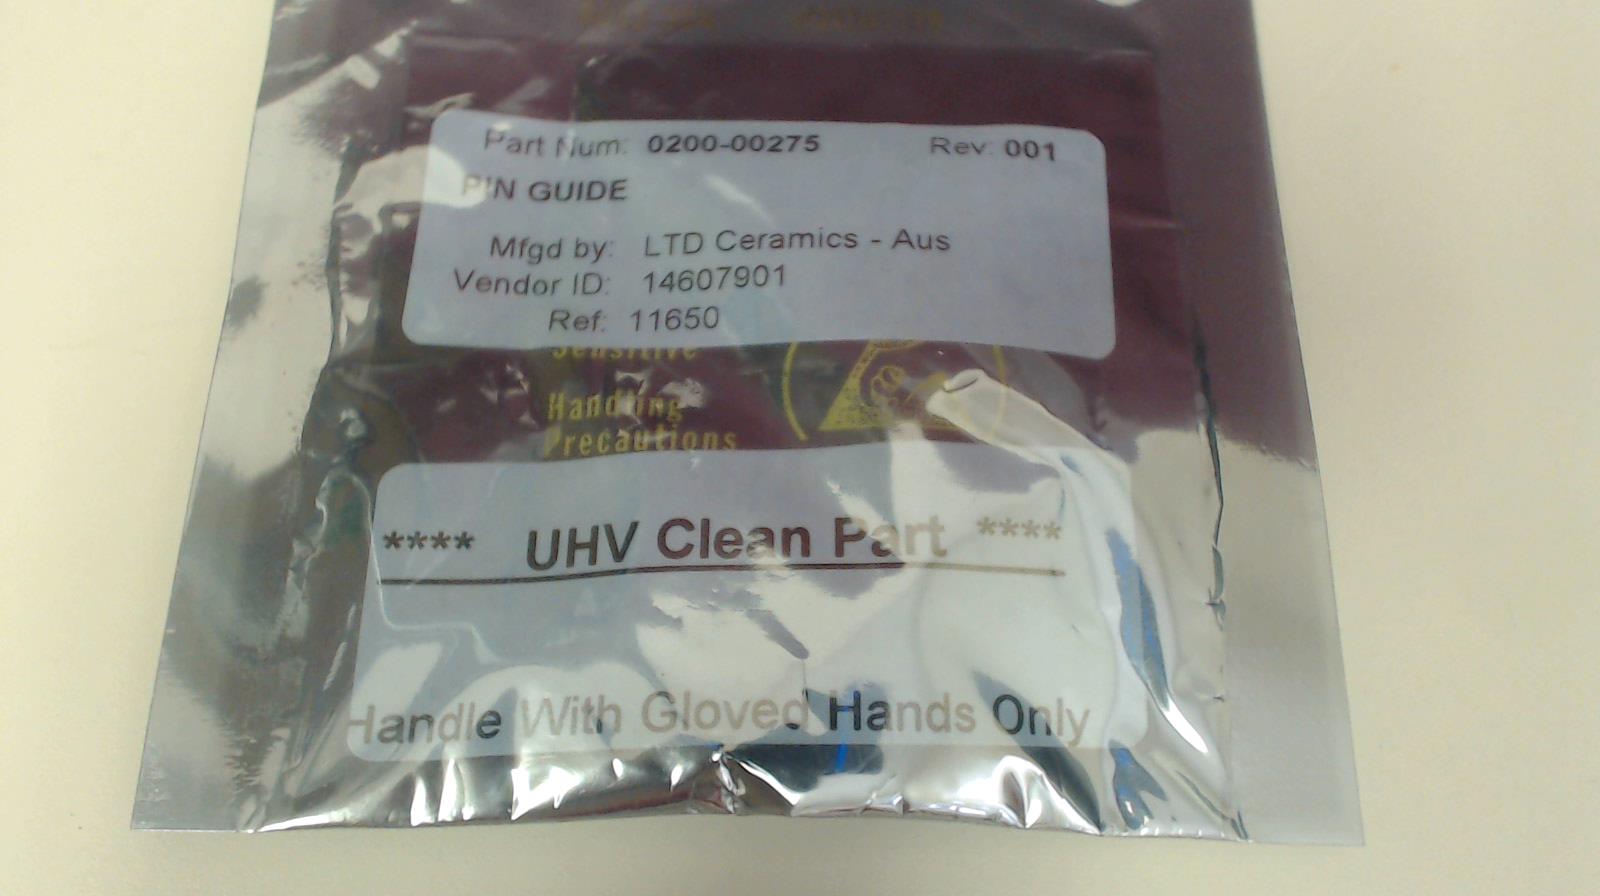 Part Num: 0200-00275 Rev: 001
PIN GUIDE
Mfgd by: LTD Ceramics - Aus
Vendor ID: 14607901
Ref: 11650
Sensitive
Handling
Precautions
**** UHV Clean Part ****
Handle With Gloved Hands Only